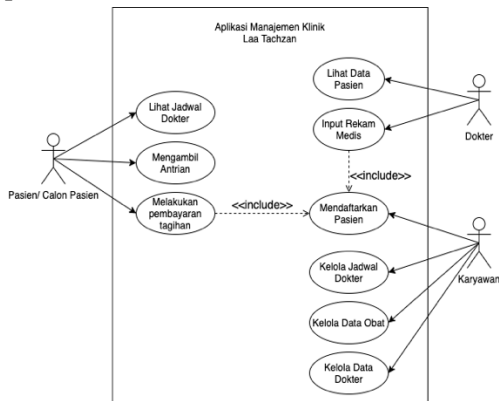 Aplikasi Manajemen Klinik
Laa Tachzan
Lihat Jadwal
Dokter
Mengambil
Antrian
Melakukan
pembayaran
tagihan
Pasien/ Calon Pasien
<<include>>
Lihat Data
Pasien
Input Rekam
Medis
<<include>>
Mendaftarkan
Pasien
Kelola Jadwal
Dokter
Kelola Data Obat
Kelola Data
Dokter
Dokter
Karyawan